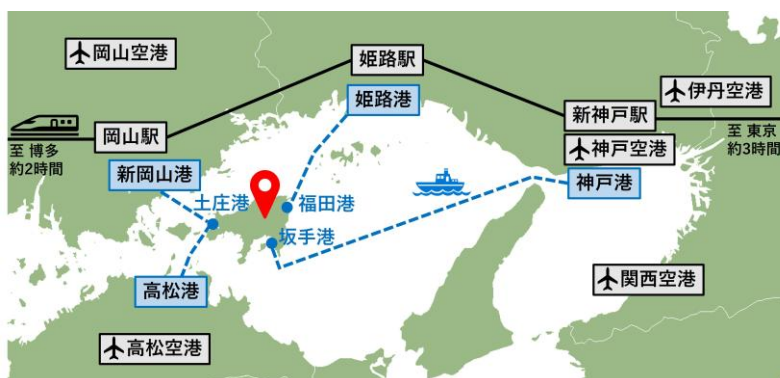 岡山空港
姫路駅
伊丹空港
姫路港
新神戸駅
岡山駅
至 博多
約2時間
至 東京
約3時間
神戸空港
新岡山港
神戸港
土庄港
福田港
坂手港
高松港
関西空港
高松空港